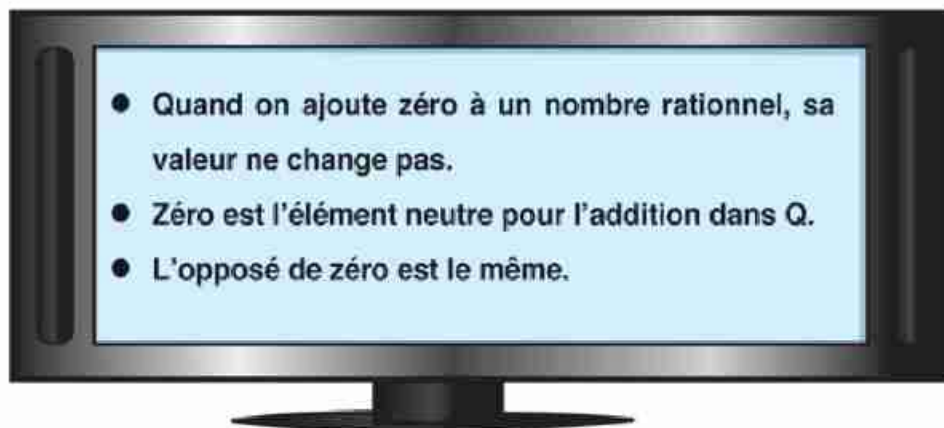 ● Quand on ajoute zéro à un nombre rationnel, sa
valeur ne change pas.
● Zéro est l'élément neutre pour l'addition dans Q.
● L'opposé de zéro est le même.